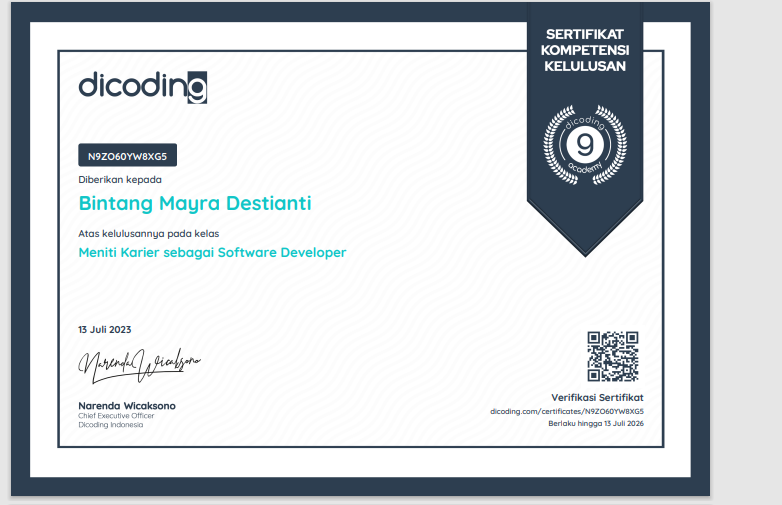 SERTIFIKAT
KOMPETENSI
KELULUSAN
dicoding
dicoding
g
academy
N9ZO60YW8XG5
Diberikan kepada
Bintang Mayra Destianti
Atas kelulusannya pada kelas
Meniti Karier sebagai Software Developer
13 Juli 2023
Narenda Wicaksono
Narenda Wicaksono
Chief Executive Officer
Dicoding Indonesia
Verifikasi Sertifikat
dicoding.com/certificates/N9ZO60YW8XG5
Berlaku hingga 13 Juli 2026